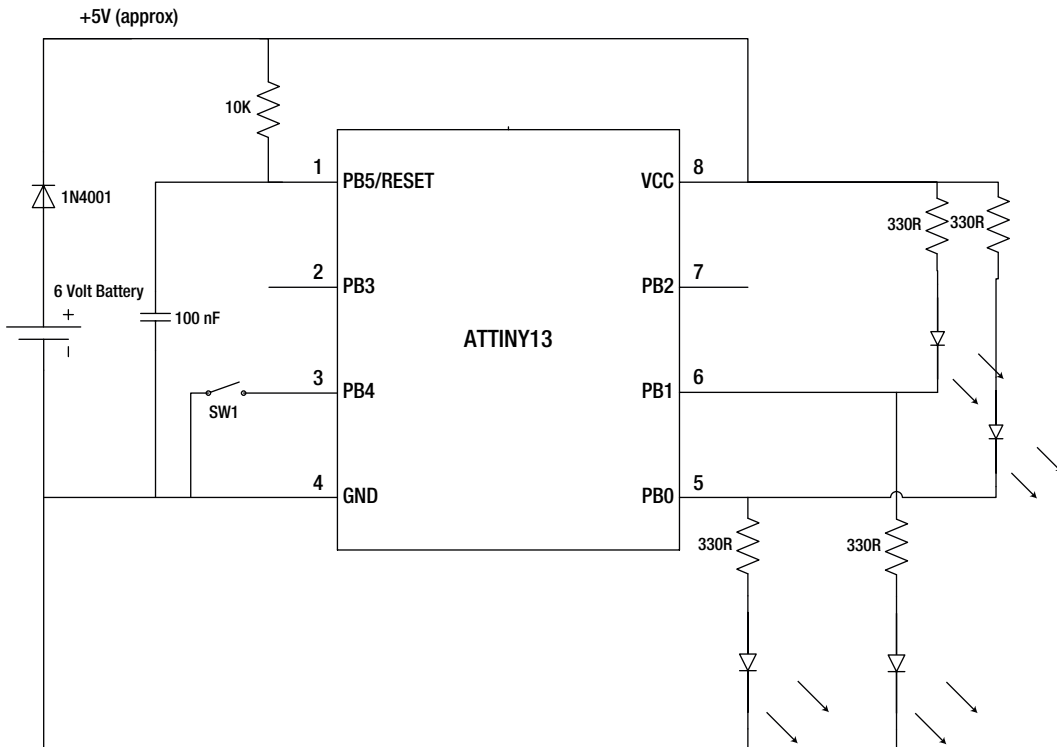 +5V (approx)
10K
1N4001
6 Volt Battery
+
–
100 nF
SW1
1
PB5/RESET
2
PB3
3
PB4
4
GND
ATTINY13
VCC
8
PB2
7
PB1
6
PB0
5
330R
330R
330R
330R